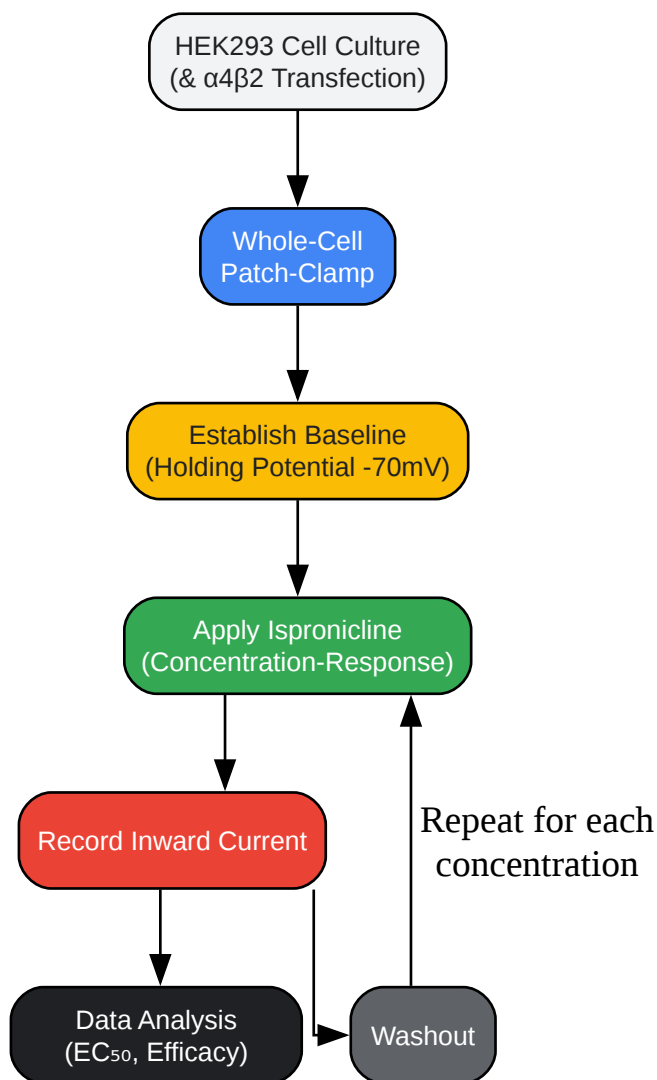 HEK293 Cell Culture
(& α4β2 Transfection)
Whole-Cell
Patch-Clamp
Establish Baseline
(Holding Potential -70mV)
Apply Ispronicline
(Concentration-Response)
Record Inward Current
Repeat for each
concentration
Data Analysis
(EC₅₀, Efficacy)
Washout